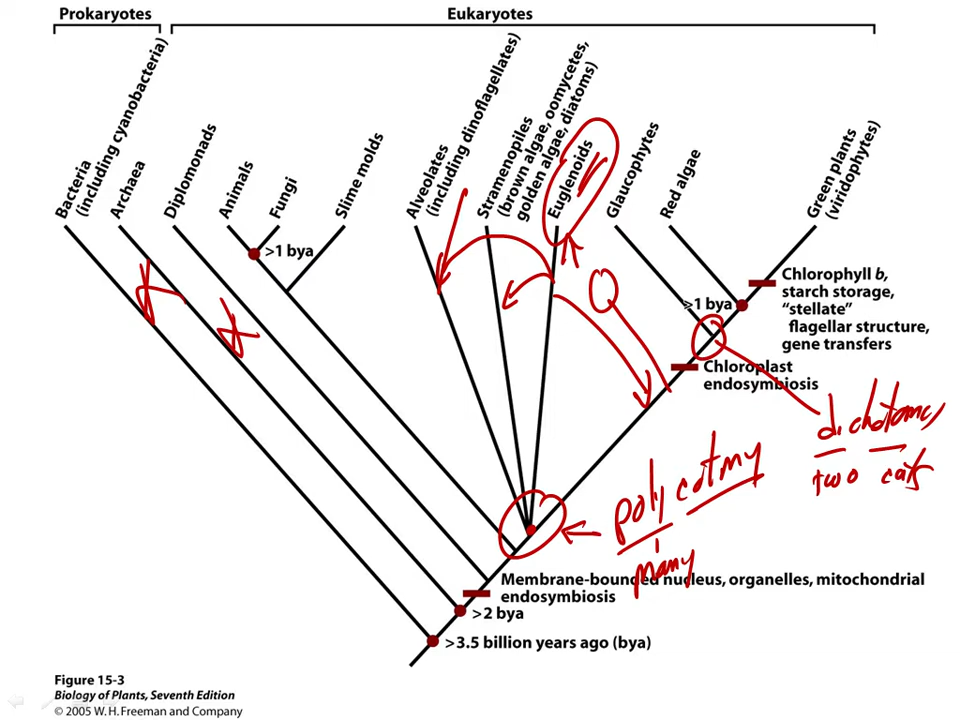 Prokaryotes
Eukaryotes
Bacteria
(including cyanobacteria)
Archaea
Diplomonads
Animals
Fungi
Slime molds
Alveolates
(including dinoflagellates)
Stramenopiles
(brown algae, oomycetes,
golden algae, diatoms)
Euglenoids
Glaucophytes
Red algae
Green plants
(viridophytes)
>1 bya
>1 bya
Chlorophyll b,
starch storage,
“stellate”
flagellar structure,
gene transfers
Chloroplast
endosymbiosis
dichotomy
two cats
polycotmy
many
Membrane-bounded nucleus, organelles, mitochondrial
endosymbiosis
>2 bya
>3.5 billion years ago (bya)
Figure 15-3
Biology of Plants, Seventh Edition
© 2005 W. H. Freeman and Company